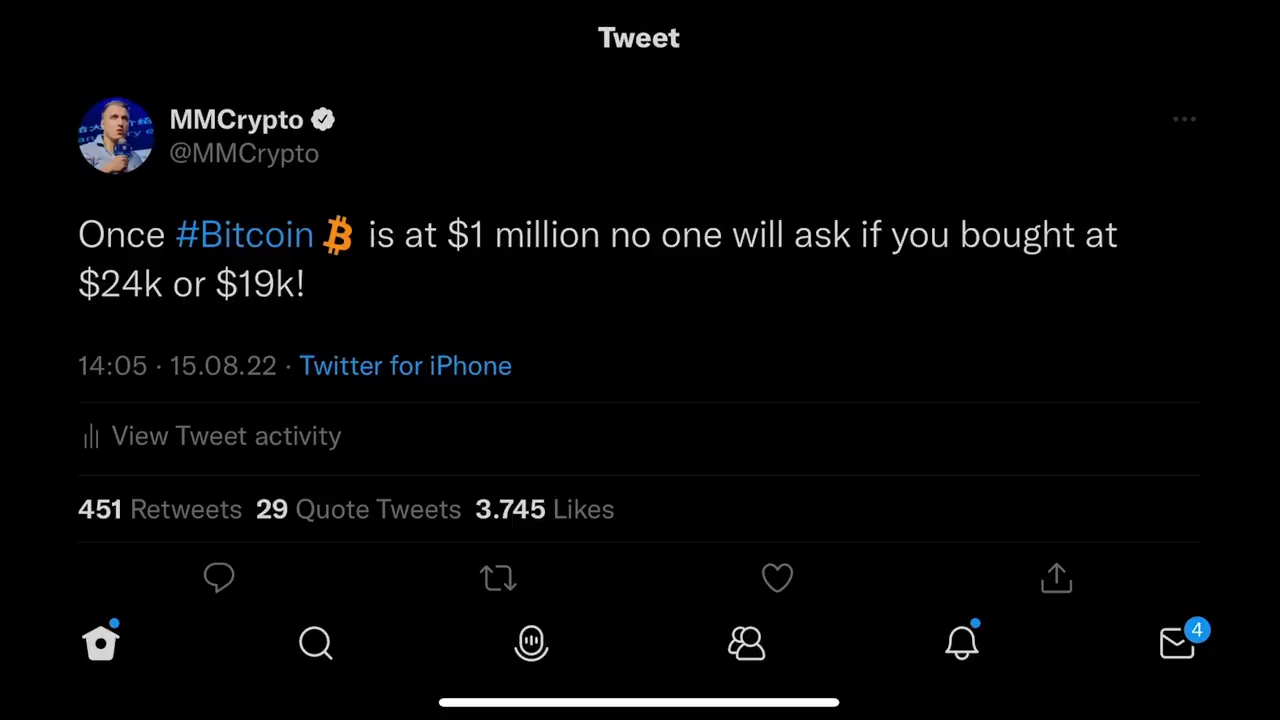 Tweet
MMCrypto
@MMCrypto
Once #Bitcoin is at $1 million no one will ask if you bought at
$24k or $19k!
14:05 · 15.08.22 · Twitter for iPhone
View Tweet activity
451 Retweets 29 Quote Tweets 3.745 Likes
4